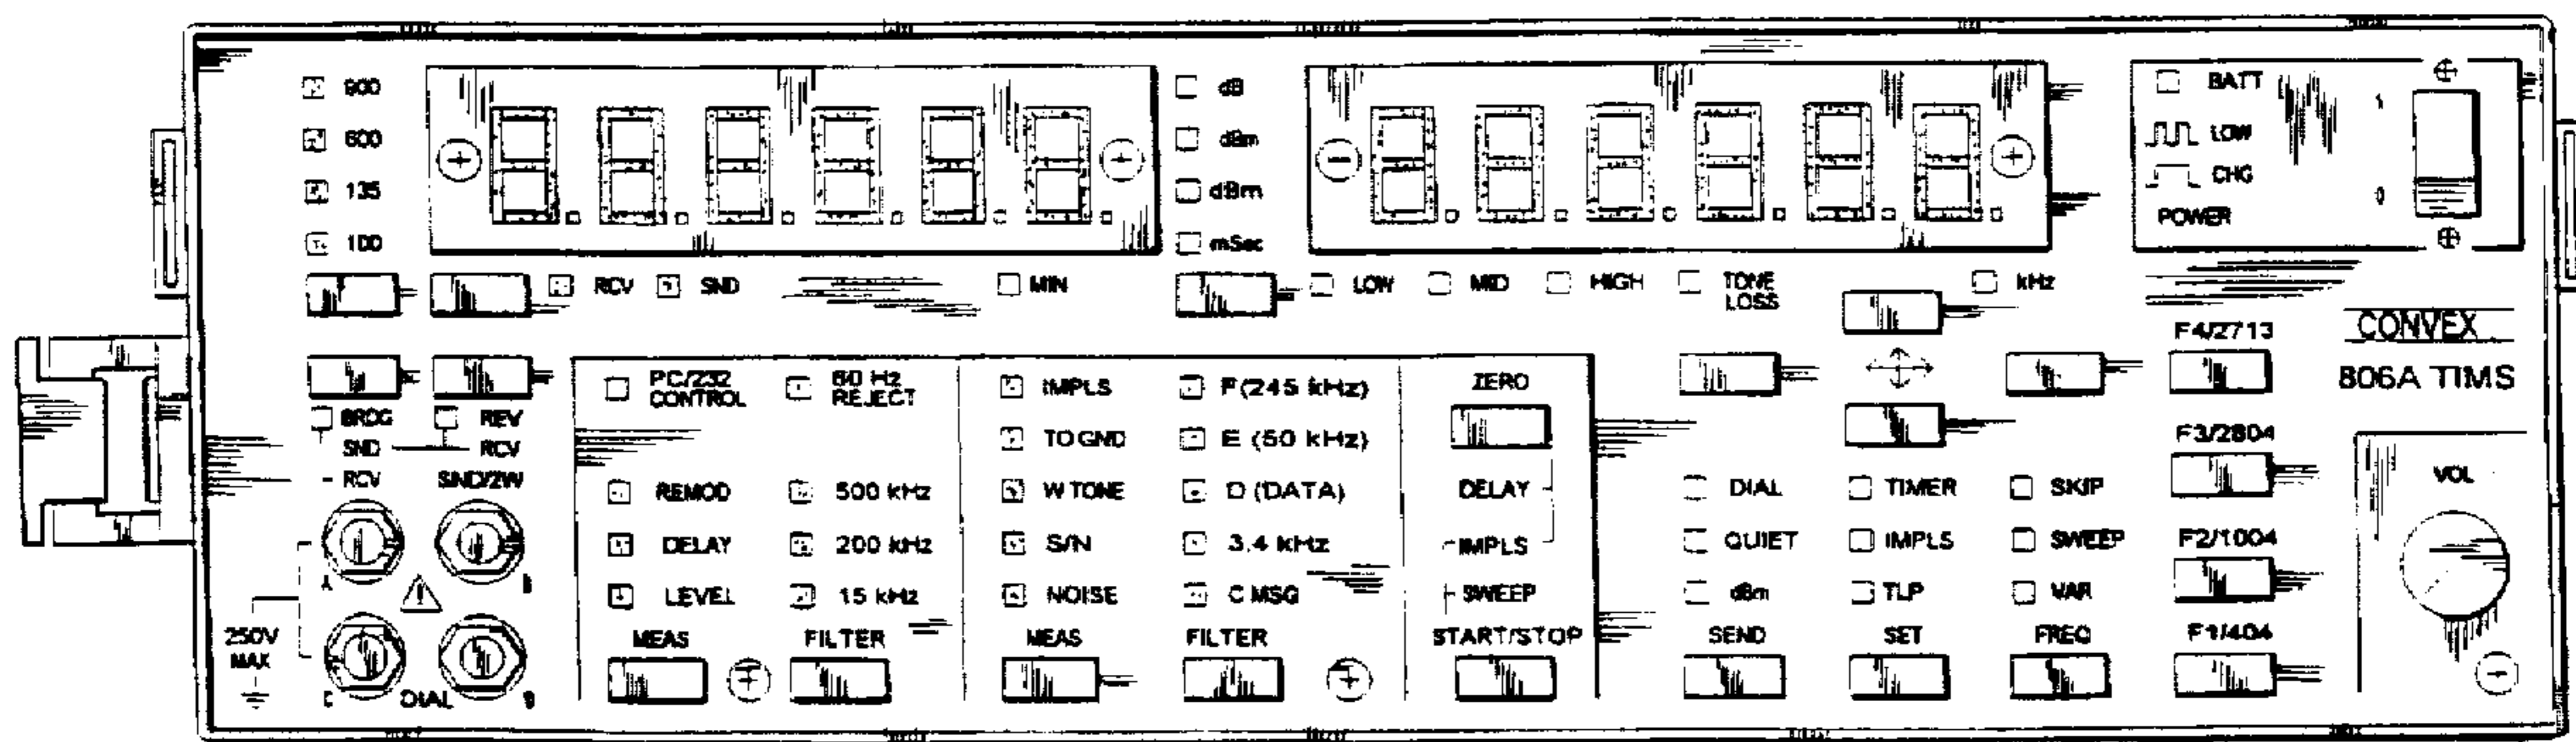 900
600
135
100
RCV
SND
MIN
dB
dBm
dBrn
mSec
LOW
MID
HIGH
TONE
LOSS
kHz
BATT
LOW
CHG
POWER
1
0
CONVEX
806A TIMS
BRDG
REV
SND
RCV
RCV
SND/2W
A
B
250V
MAX
C
DIAL
PC/232
CONTROL
60 Hz
REJECT
REMOD
500 kHz
DELAY
200 kHz
LEVEL
15 kHz
MEAS
FILTER
IMPLS
F (245 kHz)
TO GND
E (50 kHz)
W TONE
D (DATA)
S/N
3.4 kHz
NOISE
C MSG
MEAS
FILTER
ZERO
DELAY
IMPLS
SWEEP
START/STOP
DIAL
TIMER
SKIP
QUIET
IMPLS
SWEEP
dBm
TLP
VAR
SEND
SET
FREQ
F4/2713
F3/2804
F2/1004
F1/404
VOL